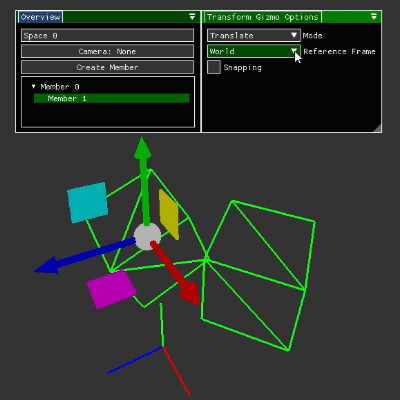 Overview
Space 0
Camera: None
Create Member
Member 0
Member 1
Transform Gizmo Options
Translate Mode
World Reference Frame
Snapping